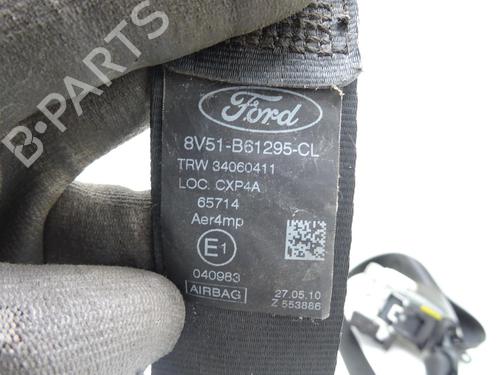 B-PARTS
Ford
8V51-B61295-CL
TRW 34060411
LOC. CXP4A
65714
Aer4mp
E1
040983
AIRBAG
27.05.10
Z 553886